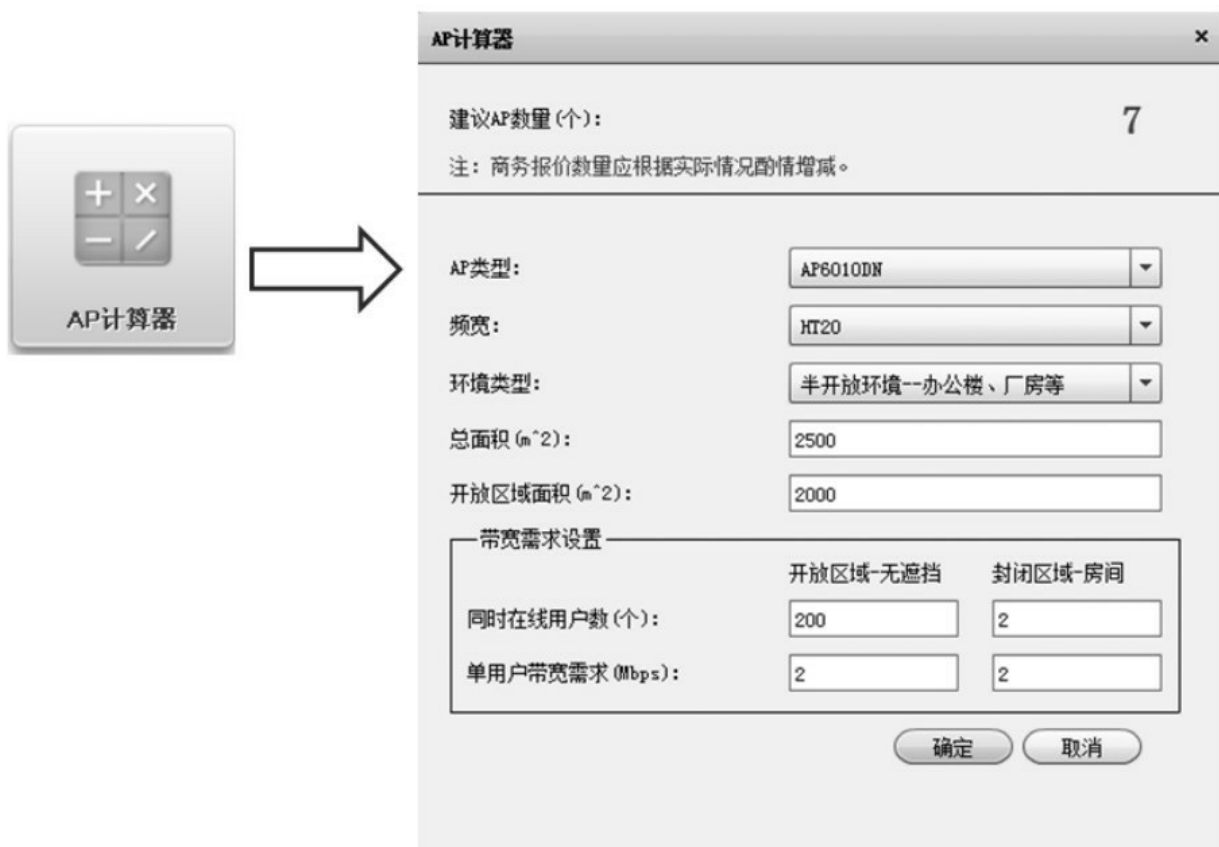 AP计算器
AP计算器 ×
建议AP数量(个): 7
注: 商务报价数量应根据实际情况酌情增减。
AP类型: AP6010DN
频宽: HT20
环境类型: 半开放环境--办公楼、厂房等
总面积(m^2): 2500
开放区域面积(m^2): 2000
带宽需求设置
开放区域-无遮挡 封闭区域-房间
同时在线用户数(个): 200 2
单用户带宽需求(Mbps): 2 2
确定 取消